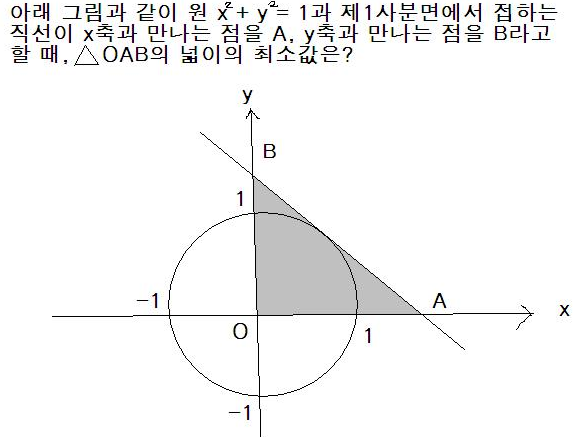 아래 그림과 같이 원 x² + y² = 1과 제1사분면에서 접하는
직선이 x축과 만나는 점을 A, y축과 만나는 점을 B라고
할 때, △OAB의 넓이의 최소값은?
y
B
1
-1
A
x
O
1
-1